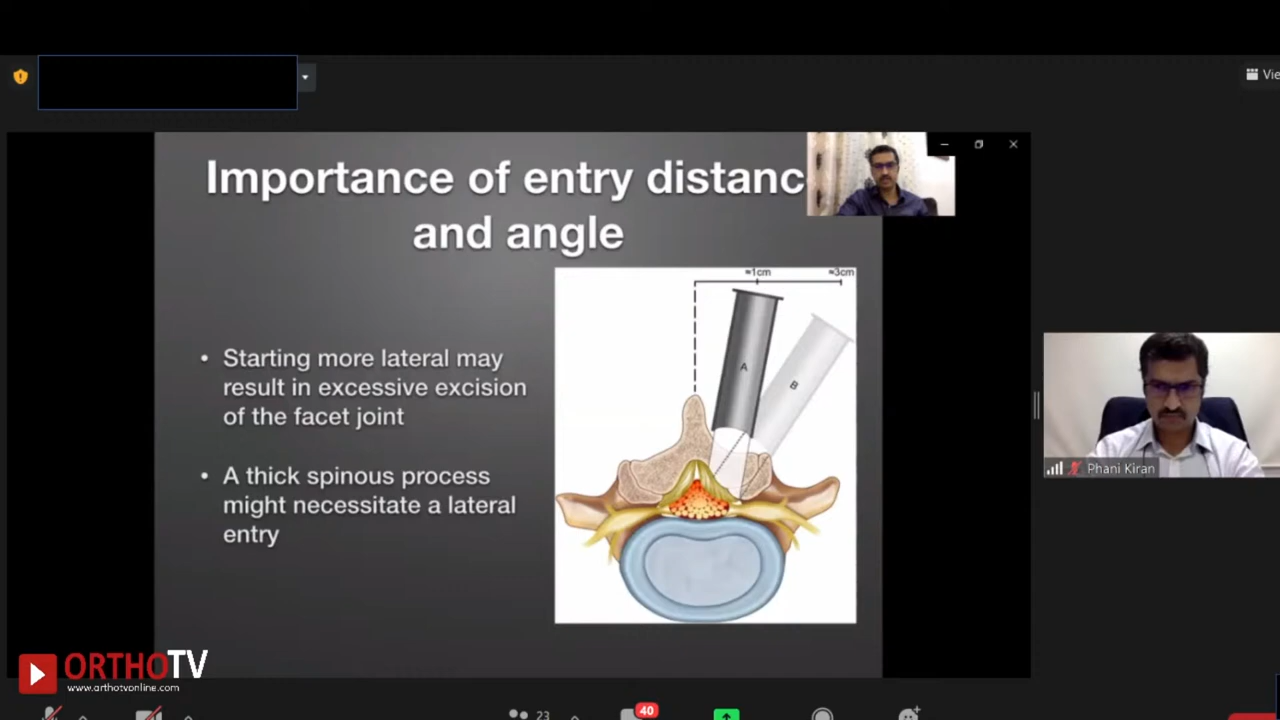 Vie
Importance of entry distanc
and angle
≈1cm
≈3cm
A
B
• Starting more lateral may
result in excessive excision
of the facet joint
• A thick spinous process
might necessitate a lateral
entry
Phani Kiran
ORTHOTV
www.orthotvonline.com
23
40